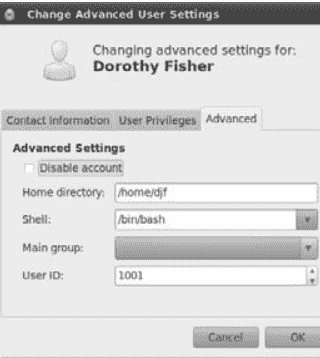 Change Advanced User Settings
Changing advanced settings for:
Dorothy Fisher
Contact Information User Privileges Advanced
Advanced Settings
Disable account
Home directory: /home/djf
Shell: /bin/bash
Main group:
User ID: 1001
Cancel OK